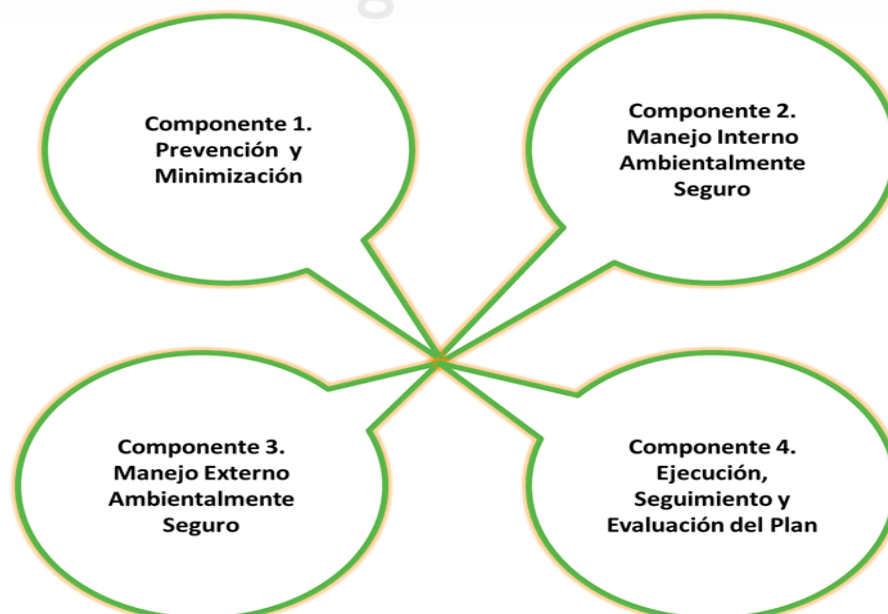 Componente 1.
Prevención y
Minimización
Componente 2.
Manejo Interno
Ambientalmente
Seguro
Componente 3.
Manejo Externo
Ambientalmente
Seguro
Componente 4.
Ejecución,
Seguimiento y
Evaluación del Plan